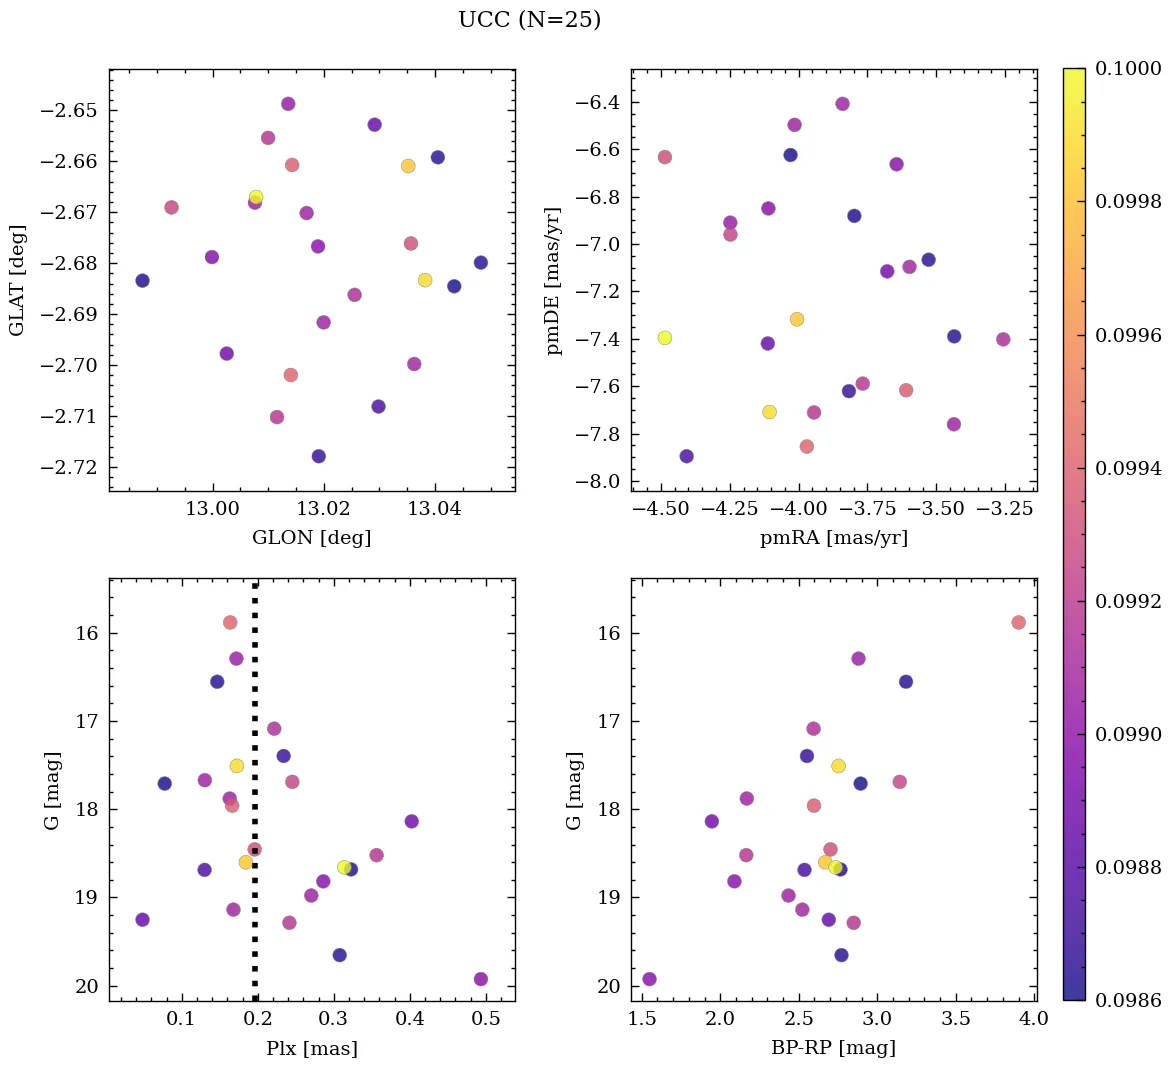 UCC (N=25)
−2.65
−2.66
−2.67
−2.68
−2.69
−2.70
−2.71
−2.72
GLAT [deg]
13.00 13.02 13.04
GLON [deg]
−6.4
−6.6
−6.8
−7.0
−7.2
−7.4
−7.6
−7.8
−8.0
pmDE [mas/yr]
−4.50 −4.25 −4.00 −3.75 −3.50 −3.25
pmRA [mas/yr]
16
17
18
19
20
G [mag]
0.1 0.2 0.3 0.4 0.5
Plx [mas]
16
17
18
19
20
G [mag]
1.5 2.0 2.5 3.0 3.5 4.0
BP-RP [mag]
0.1000
0.0998
0.0996
0.0994
0.0992
0.0990
0.0988
0.0986